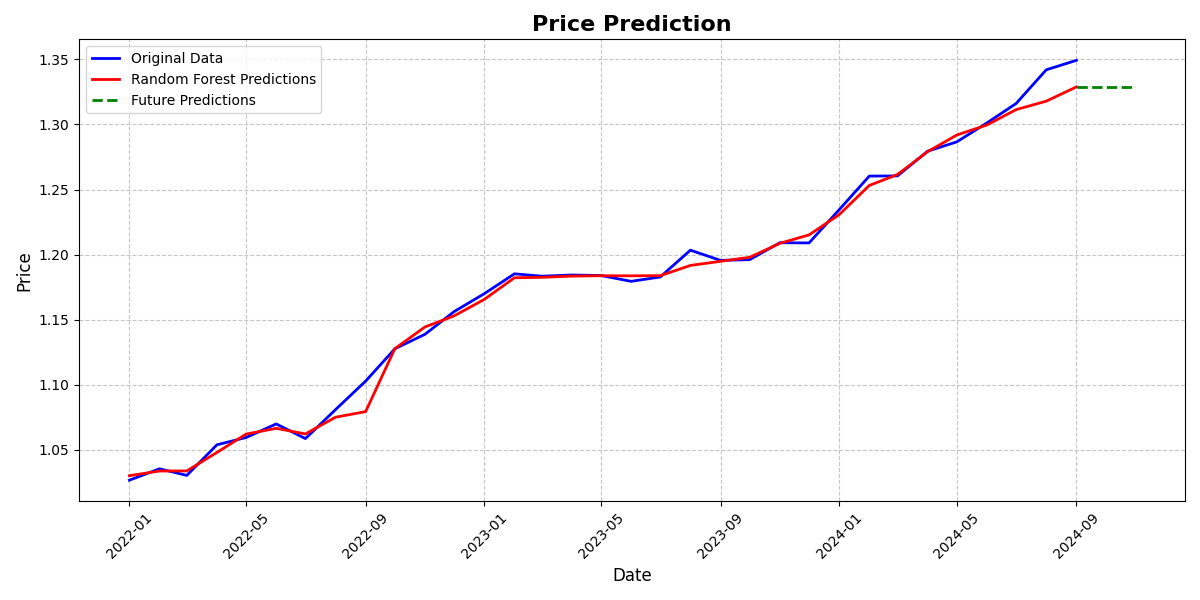 Price Prediction
Original Data
Random Forest Predictions
Future Predictions
Price
1.35
1.30
1.25
1.20
1.15
1.10
1.05
2022-01
2022-05
2022-09
2023-01
2023-05
2023-09
2024-01
2024-05
2024-09
Date